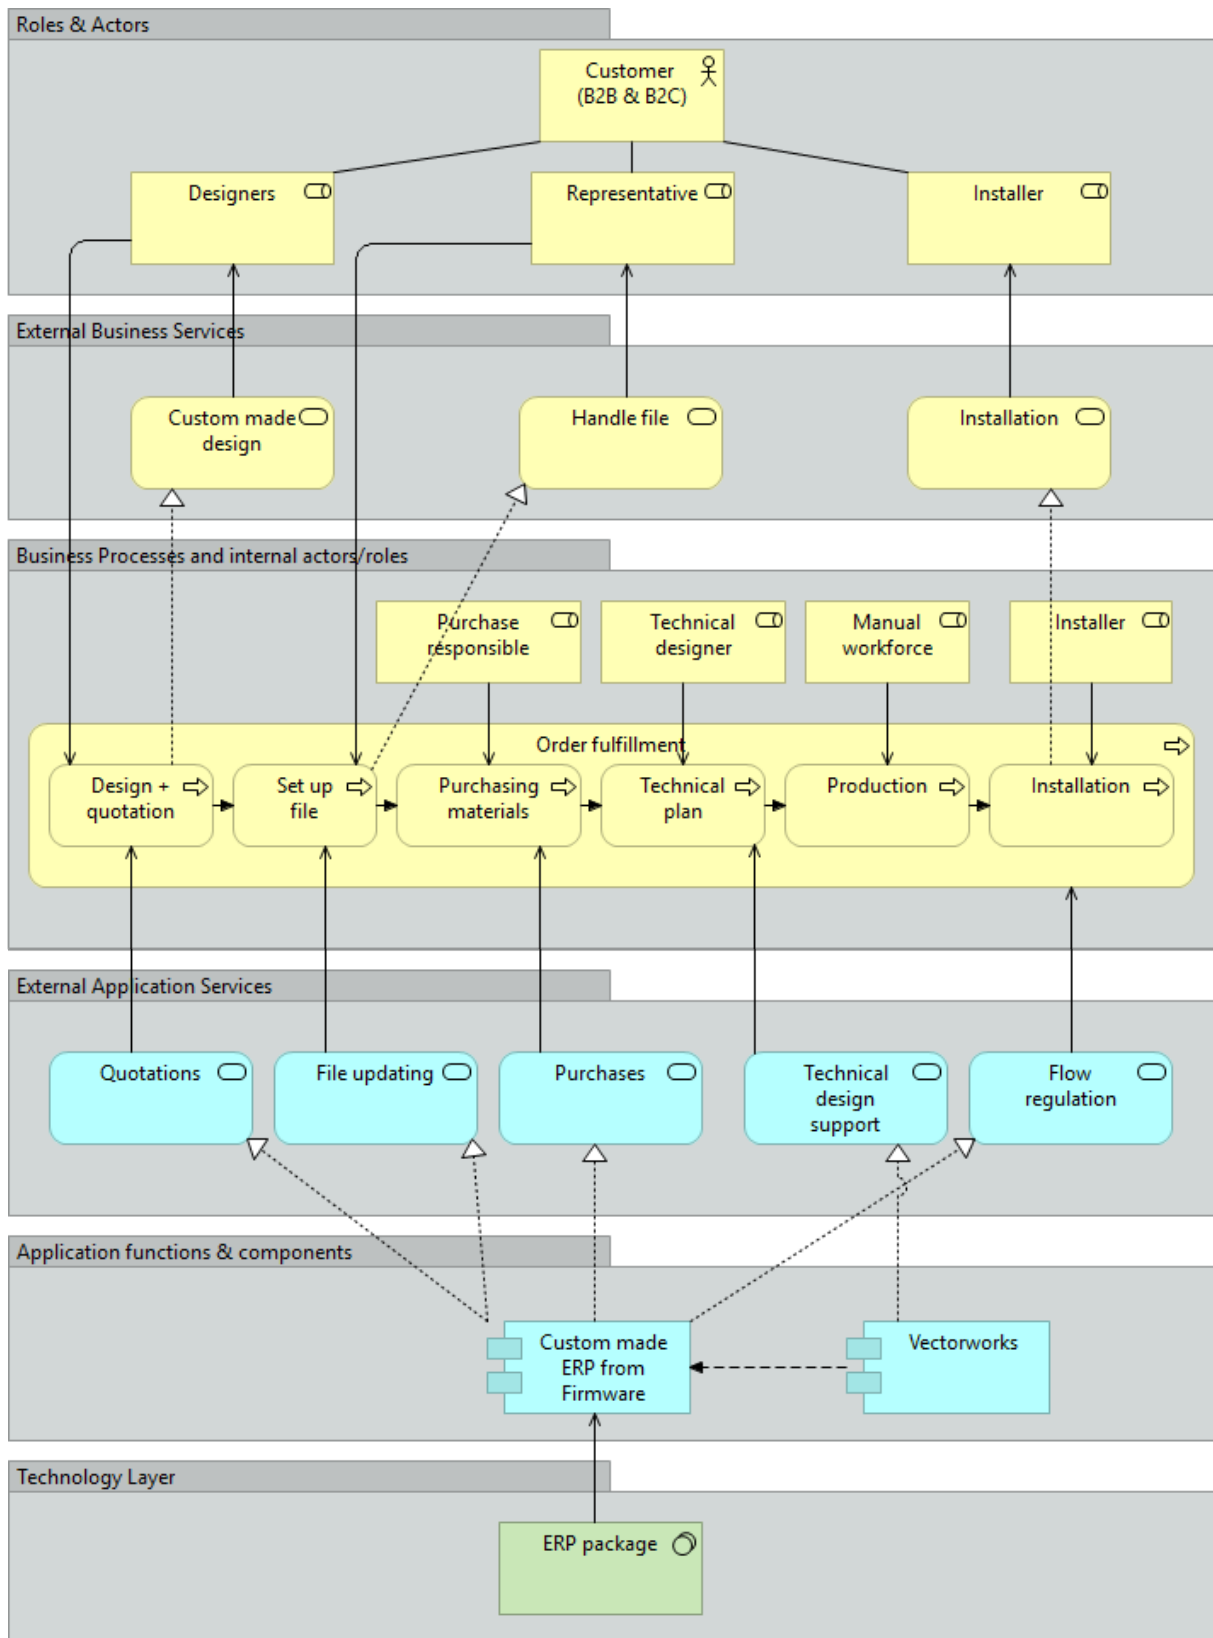 Roles & Actors
Customer
(B2B & B2C)
Designers
Representative
Installer
External Business Services
Custom made
design
Handle file
Installation
Business Processes and internal actors/roles
Purchase
responsible
Technical
designer
Manual
workforce
Installer
Order fulfillment
Design +
quotation
Set up
file
Purchasing
materials
Technical
plan
Production
Installation
External Application Services
Quotations
File updating
Purchases
Technical
design
support
Flow
regulation
Application functions & components
Custom made
ERP from
Firmware
Vectorworks
Technology Layer
ERP package